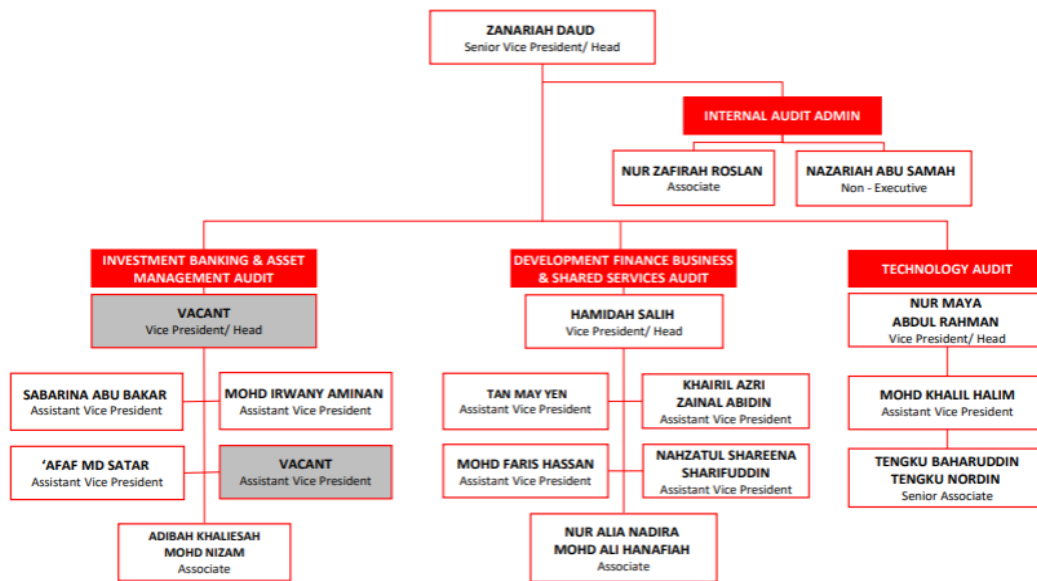 ZANARIAH DAUD
Senior Vice President/ Head
INTERNAL AUDIT ADMIN
NUR ZAFIRAH ROSLAN
Associate
NAZARIAH ABU SAMAH
Non - Executive
INVESTMENT BANKING & ASSET
MANAGEMENT AUDIT
VACANT
Vice President/ Head
SABARINA ABU BAKAR
Assistant Vice President
MOHD IRWANY AMINAN
Assistant Vice President
‘AFAF MD SATAR
Assistant Vice President
VACANT
Assistant Vice President
ADIBAH KHALIESAH
MOHD NIZAM
Associate
DEVELOPMENT FINANCE BUSINESS
& SHARED SERVICES AUDIT
HAMIDAH SALIH
Vice President/ Head
TAN MAY YEN
Assistant Vice President
KHAIRIL AZRI
ZAINAL ABIDIN
Assistant Vice President
MOHD FARIS HASSAN
Assistant Vice President
NAHZATUL SHAREENA
SHARIFUDDIN
Assistant Vice President
NUR ALIA NADIRA
MOHD ALI HANAFIAH
Associate
TECHNOLOGY AUDIT
NUR MAYA
ABDUL RAHMAN
Vice President/ Head
MOHD KHALIL HALIM
Assistant Vice President
TENGKU BAHARUDDIN
TENGKU NORDIN
Senior Associate